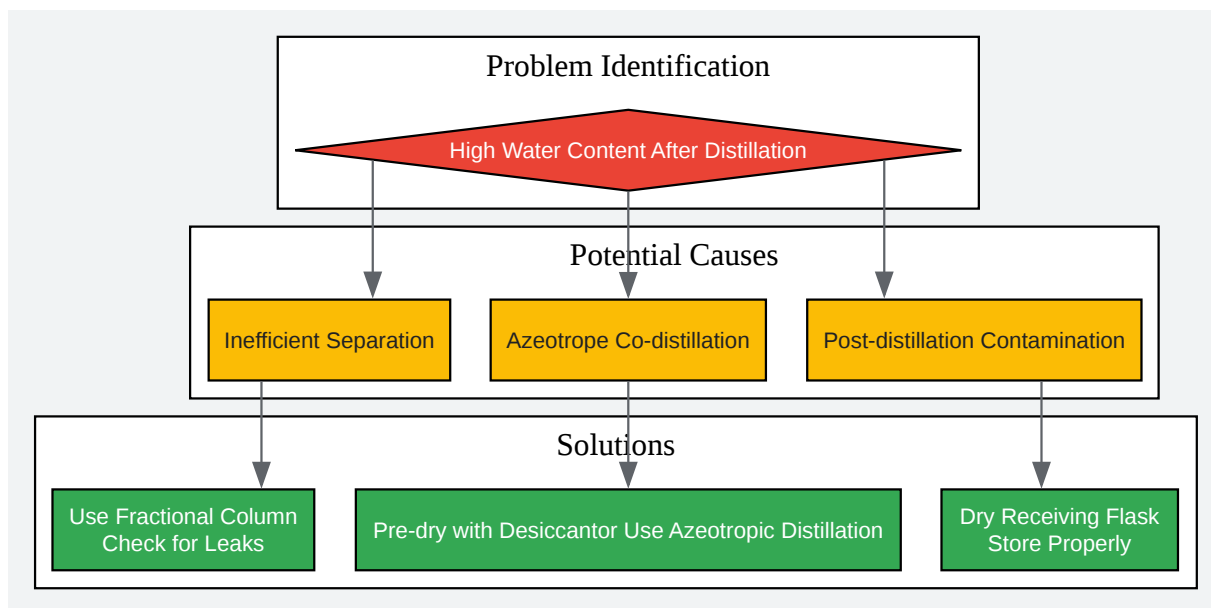 Problem Identification
High Water Content After Distillation
Potential Causes
Inefficient Separation
Azeotrope Co-distillation
Post-distillation Contamination
Solutions
Use Fractional Column
Check for Leaks
Pre-dry with Desiccantor Use Azeotropic Distillation
Dry Receiving Flask
Store Properly